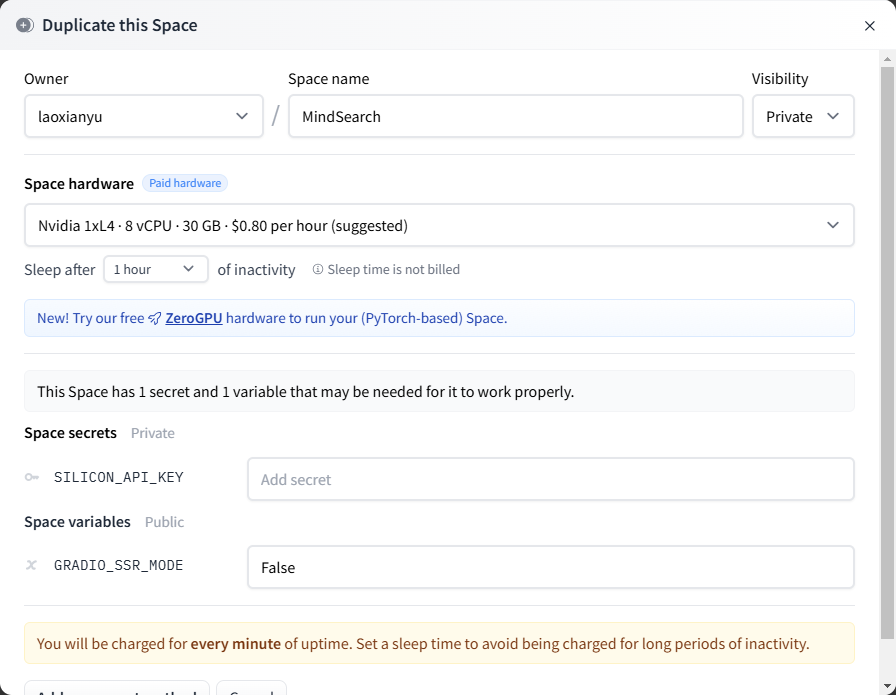 Duplicate this Space
Owner
Space name
Visibility
laoxianyu
/
MindSearch
Private
Space hardware Paid hardware
Nvidia 1xL4 · 8 vCPU · 30 GB · $0.80 per hour (suggested)
Sleep after 1 hour of inactivity Sleep time is not billed
New! Try our free ZeroGPU hardware to run your (PyTorch-based) Space.
This Space has 1 secret and 1 variable that may be needed for it to work properly.
Space secrets Private
SILICON_API_KEY Add secret
Space variables Public
GRADIO_SSR_MODE False
You will be charged for every minute of uptime. Set a sleep time to avoid being charged for long periods of inactivity.